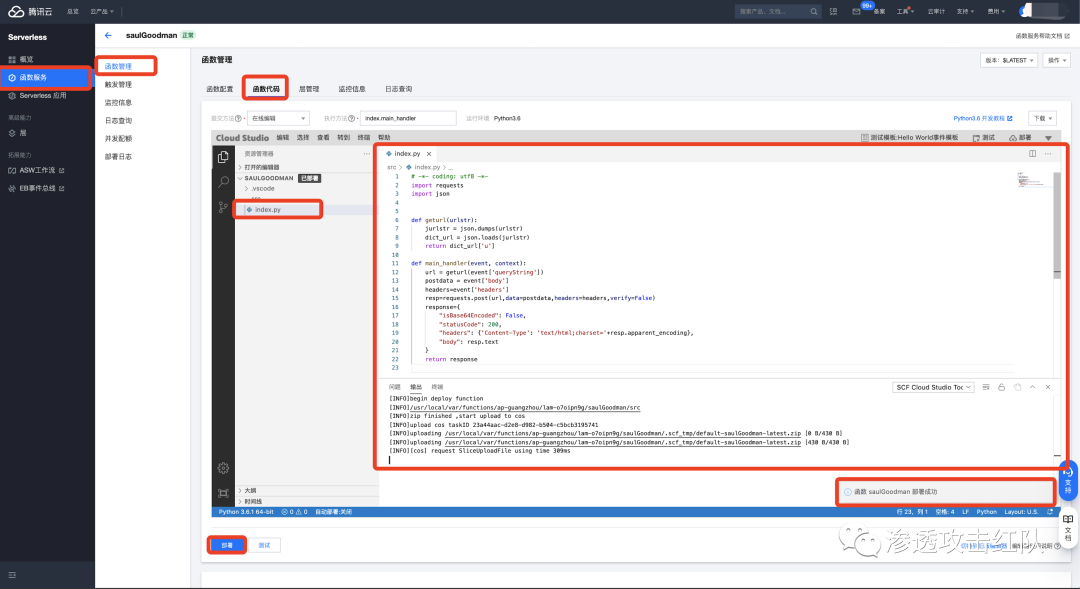 腾讯云 总览 云产品 搜索产品、文档... 99+ 备案 工具 云审计 支持 费用
Serverless
saulGoodman 正常
函数服务帮助文档
概览
函数服务
Serverless 应用
高级能力
层
拓展能力
ASW工作流
EB事件总线
函数管理
触发管理
监控信息
日志查询
并发配额
部署日志
函数管理
版本: $LATEST 操作
函数配置 函数代码 层管理 监控信息 日志查询
提交方法 在线编辑 执行方法 index.main_handler 运行环境 Python3.6 Python3.6 开发教程 下载
Cloud Studio 编辑 选择 查看 转到 终端 帮助 测试模板:Hello World事件模板 测试 部署
资源管理器
打开的编辑器
SAULGOODMAN 已部署
.vscode
src
index.py
大纲
时间线
index.py
src > index.py > ...
1 # -*- coding: utf8 -*-
2 import requests
3 import json
4
5
6 def geturl(urlstr):
7 jurlstr = json.dumps(urlstr)
8 dict_url = json.loads(jurlstr)
9 return dict_url['u']
10
11 def main_handler(event, context):
12 url = geturl(event['queryString'])
13 postdata = event['body']
14 headers=event['headers']
15 resp=requests.post(url,data=postdata,headers=headers,verify=False)
16 response={
17 "isBase64Encoded": False,
18 "statusCode": 200,
19 "headers": {'Content-Type': 'text/html;charset='+resp.apparent_encoding},
20 "body": resp.text
21 }
22 return response
23
问题 输出 终端 SCF Cloud Studio Toc
[INFO]begin deploy function
[INFO]/usr/local/var/functions/ap-guangzhou/lam-o7oipn9g/saulGoodman/src
[INFO]zip finished ,start upload to cos
[INFO]upload cos taskID 23a44aac-d2e8-d982-b504-c5bcb3195741
[INFO]uploading /usr/local/var/functions/ap-guangzhou/lam-o7oipn9g/saulGoodman/.scf_tmp/default-saulGoodman-latest.zip [0 B/430 B]
[INFO]uploading /usr/local/var/functions/ap-guangzhou/lam-o7oipn9g/saulGoodman/.scf_tmp/default-saulGoodman-latest.zip [430 B/430 B]
[INFO][cos] request SliceUploadFile using time 309ms
函数 saulGoodman 部署成功
Python 3.6.1 64-bit 0 0 自动部署:关闭 行 23, 列 1 空格: 4 LF Python Layout: U.S.
部署 测试
支持
文档
渗透攻击红队